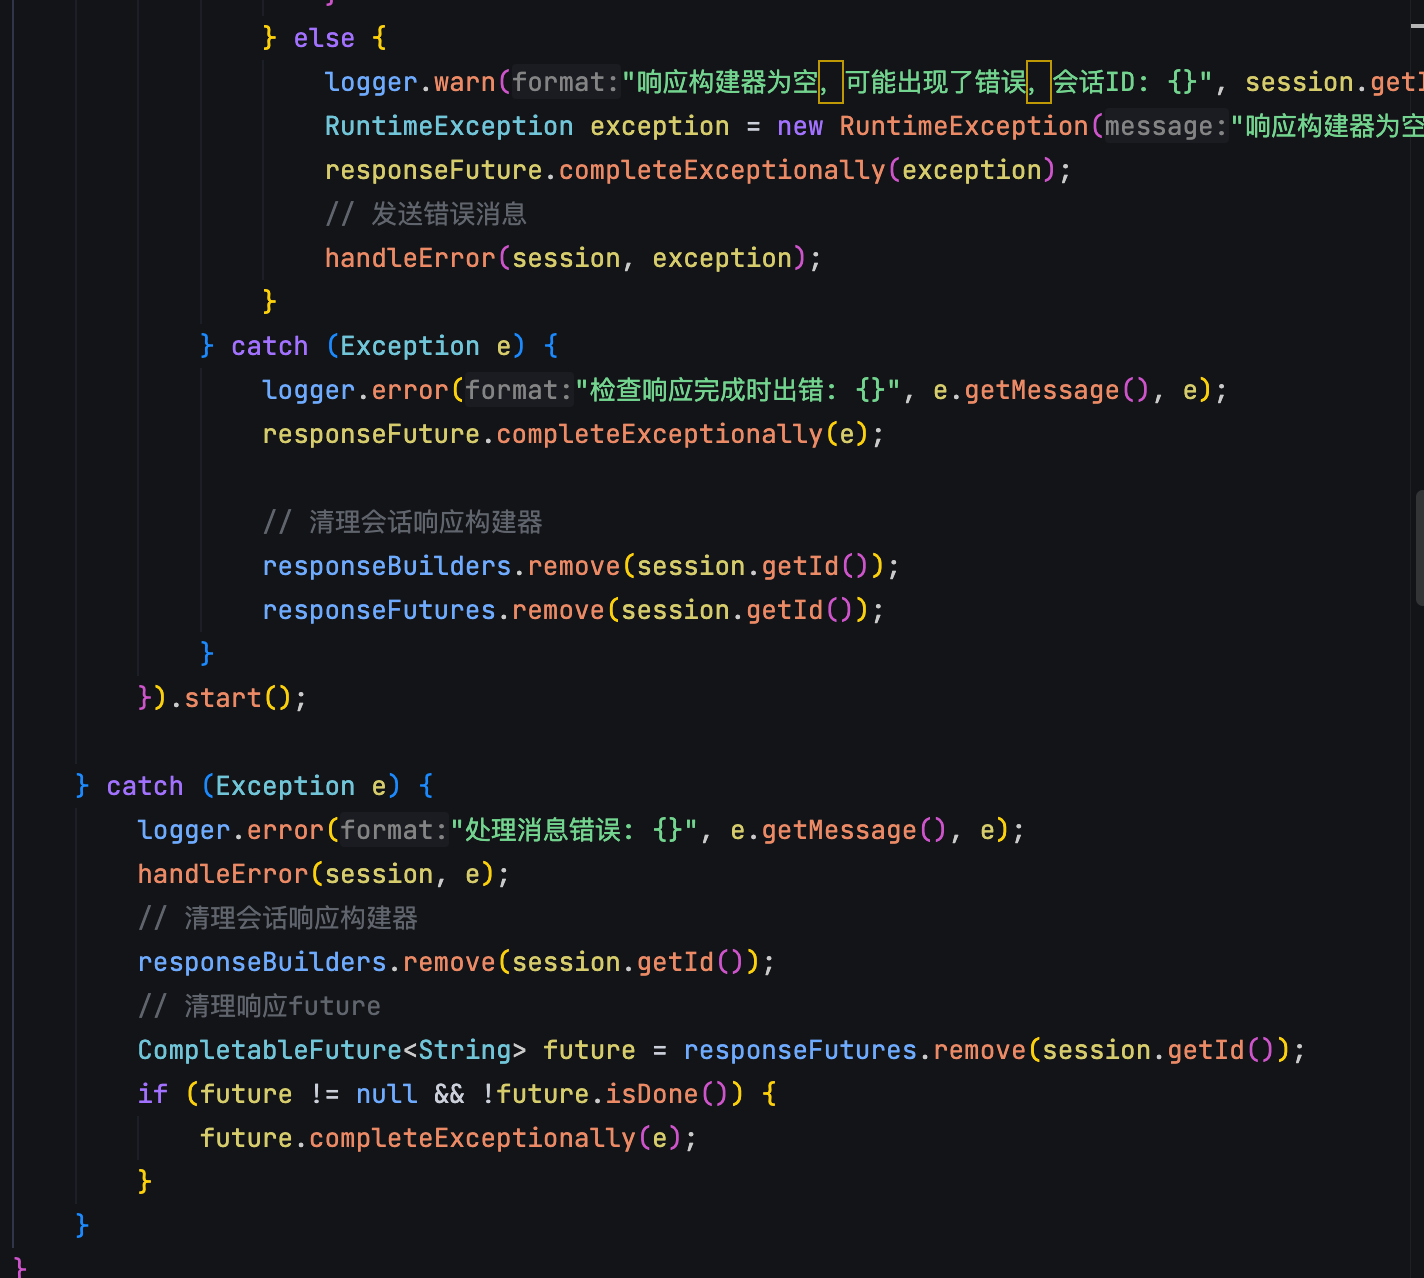 }
} else {
logger.warn(format:"响应构建器为空，可能出现了错误，会话ID: {}", session.getI
RuntimeException exception = new RuntimeException(message:"响应构建器为空
responseFuture.completeExceptionally(exception);
// 发送错误消息
handleError(session, exception);
}
} catch (Exception e) {
logger.error(format:"检查响应完成时出错: {}", e.getMessage(), e);
responseFuture.completeExceptionally(e);
// 清理会话响应构建器
responseBuilders.remove(session.getId());
responseFutures.remove(session.getId());
}
}).start();
} catch (Exception e) {
logger.error(format:"处理消息错误: {}", e.getMessage(), e);
handleError(session, e);
// 清理会话响应构建器
responseBuilders.remove(session.getId());
// 清理响应future
CompletableFuture<String> future = responseFutures.remove(session.getId());
if (future != null && !future.isDone()) {
future.completeExceptionally(e);
}
}
}